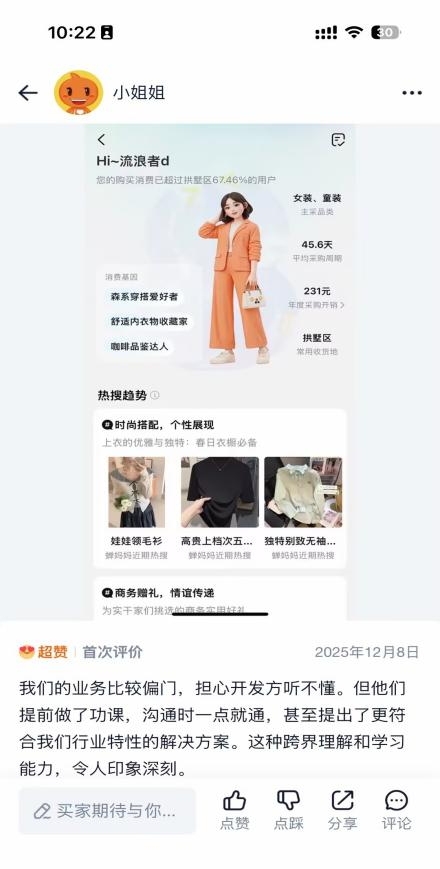 10:22
30
小姐姐
Hi~流浪者d
您的购买消费已超过拱墅区67.46%的用户
女装、童装
主采品类
45.6天
平均采购周期
消费基因
森系穿搭爱好者
231元
年度采购开销
舒适内衣物收藏家
拱墅区
咖啡品鉴达人
常用收货地
热搜趋势
#时尚搭配，个性展现
上衣的优雅与独特：春日衣橱必备
娃娃领毛衫
高贵上档次五...
独特别致无袖...
蝉妈妈近期热搜
蝉妈妈近期热搜
蝉妈妈近期热搜
#商务赠礼，情谊传递
为实干家们挑选的商务实用好礼
超赞
首次评价
2025年12月8日
我们的业务比较偏门，担心开发方听不懂。但他们
提前做了功课，沟通时一点就通，甚至提出了更符
合我们行业特性的解决方案。这种跨界理解和学习
能力，令人印象深刻。
买家期待与你...
点赞
点踩
分享
评论